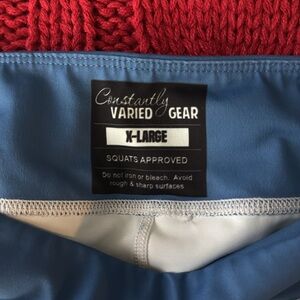 Constantly
VARIED GEAR
X-LARGE
SQUATS APPROVED
Do not iron or bleach. Avoid
rough & sharp surfaces